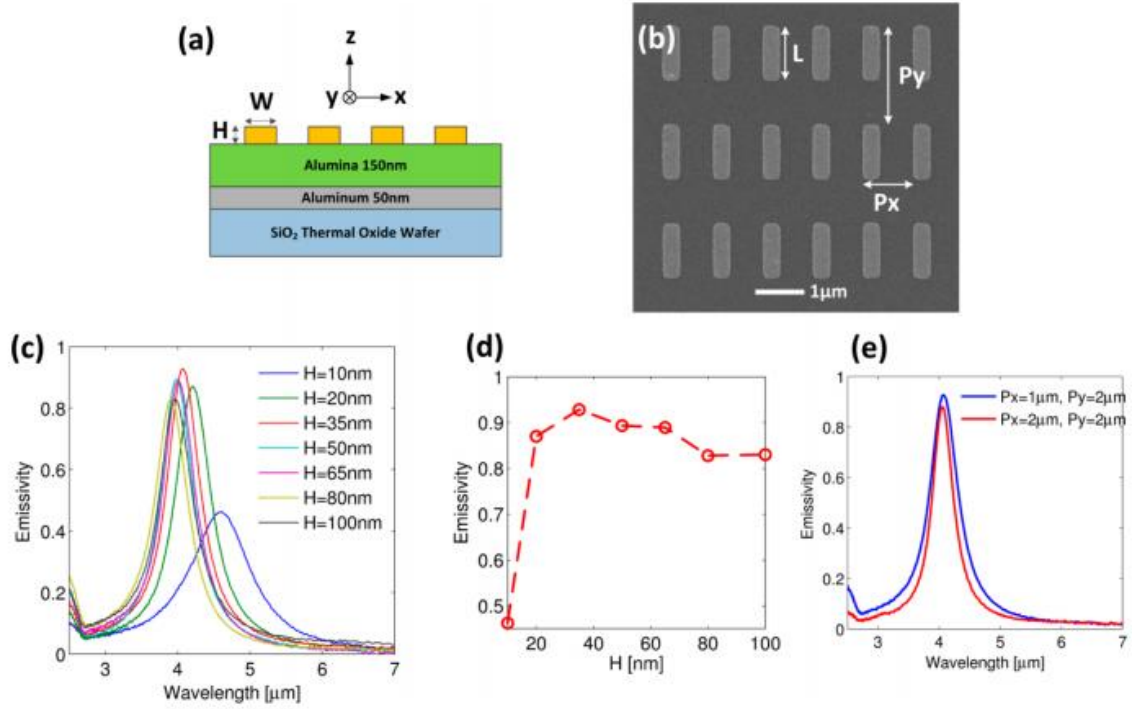 (a)
z
y
x
W
H
Alumina 150nm
Aluminum 50nm
SiO₂ Thermal Oxide Wafer
(b)
L
Py
Px
1μm
(c)
Emissivity
1
0.8
0.6
0.4
0.2
0
3
4
5
6
7
Wavelength [μm]
H=10nm
H=20nm
H=35nm
H=50nm
H=65nm
H=80nm
H=100nm
(d)
Emissivity
1
0.9
0.8
0.7
0.6
0.5
20
40
60
80
100
H [nm]
(e)
Emissivity
1
0.8
0.6
0.4
0.2
0
3
4
5
6
7
Wavelength [μm]
Px=1μm, Py=2μm
Px=2μm, Py=2μm